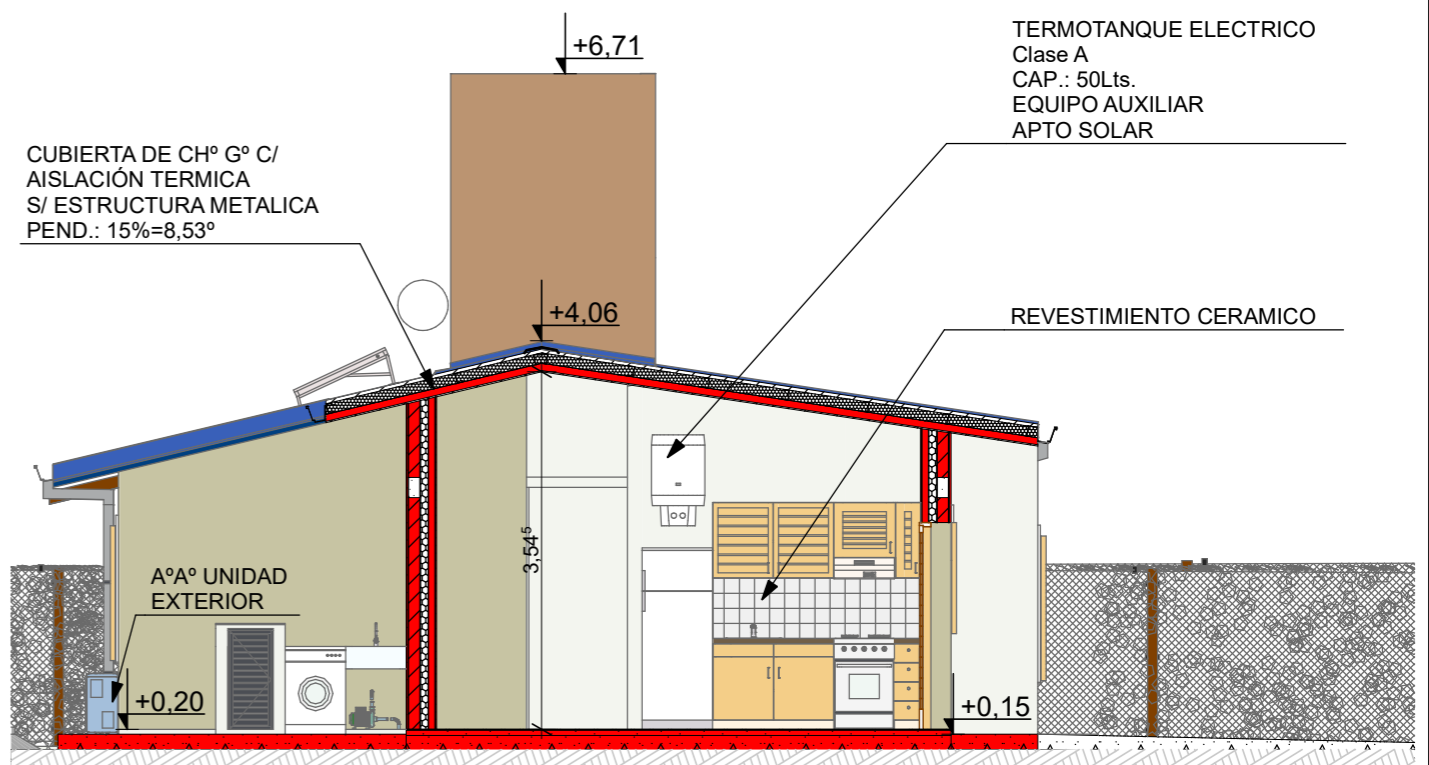 +6,71
TERMOTANQUE ELECTRICO
Clase A
CAP.: 50Lts.
EQUIPO AUXILIAR
APTO SOLAR
CUBIERTA DE CHº Gº C/
AISLACIÓN TERMICA
S/ ESTRUCTURA METALICA
PEND.: 15%=8,53º
+4,06
REVESTIMIENTO CERAMICO
3,54⁵
AºAº UNIDAD
EXTERIOR
+0,20
+0,15